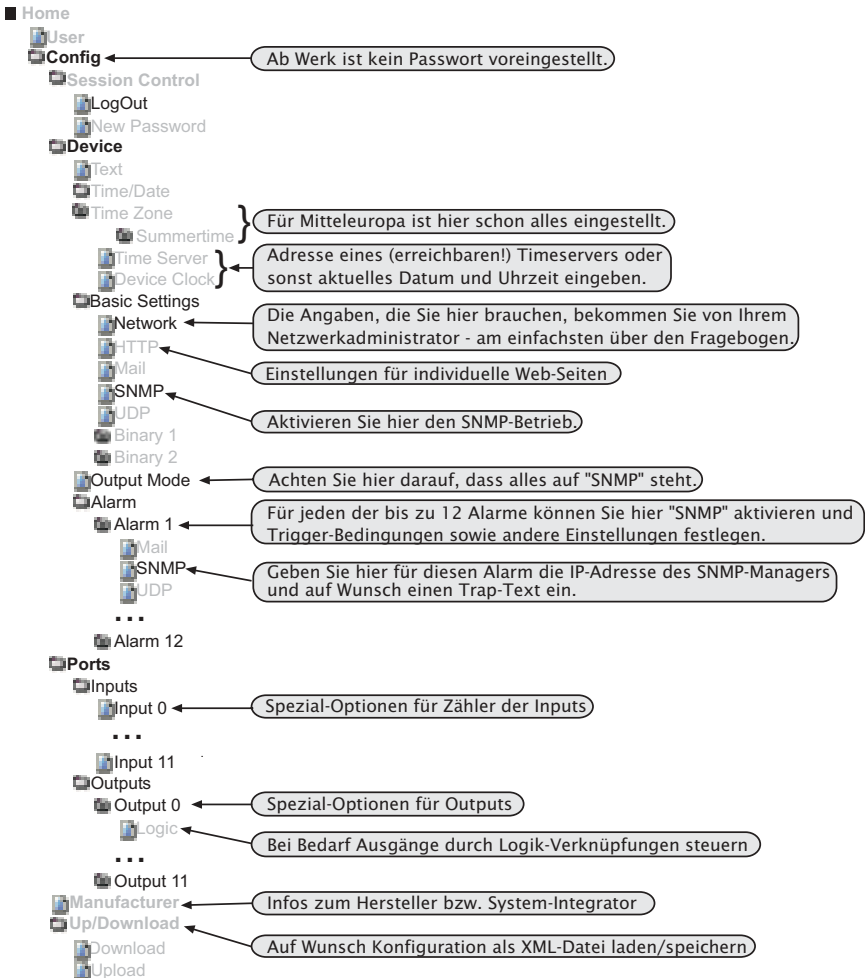 Home
User
Config
Ab Werk ist kein Passwort voreingestellt.
Session Control
LogOut
New Password
Device
Text
Time/Date
Time Zone
Summertime
Für Mitteleuropa ist hier schon alles eingestellt.
Time Server
Device Clock
Adresse eines (erreichbaren!) Timeservers oder
sonst aktuelles Datum und Uhrzeit eingeben.
Basic Settings
Network
Die Angaben, die Sie hier brauchen, bekommen Sie von Ihrem
Netzwerkadministrator - am einfachsten über den Fragebogen.
HTTP
Einstellungen für individuelle Web-Seiten
Mail
SNMP
Aktivieren Sie hier den SNMP-Betrieb.
UDP
Binary 1
Binary 2
Output Mode
Achten Sie hier darauf, dass alles auf "SNMP" steht.
Alarm
Alarm 1
Für jeden der bis zu 12 Alarme können Sie hier "SNMP" aktivieren und
Trigger-Bedingungen sowie andere Einstellungen festlegen.
Mail
SNMP
Geben Sie hier für diesen Alarm die IP-Adresse des SNMP-Managers
und auf Wunsch einen Trap-Text ein.
UDP
...
Alarm 12
Ports
Inputs
Input 0
Spezial-Optionen für Zähler der Inputs
...
Input 11
Outputs
Output 0
Spezial-Optionen für Outputs
Logic
Bei Bedarf Ausgänge durch Logik-Verknüpfungen steuern
...
Output 11
Manufacturer
Infos zum Hersteller bzw. System-Integrator
Up/Download
Auf Wunsch Konfiguration als XML-Datei laden/speichern
Download
Upload